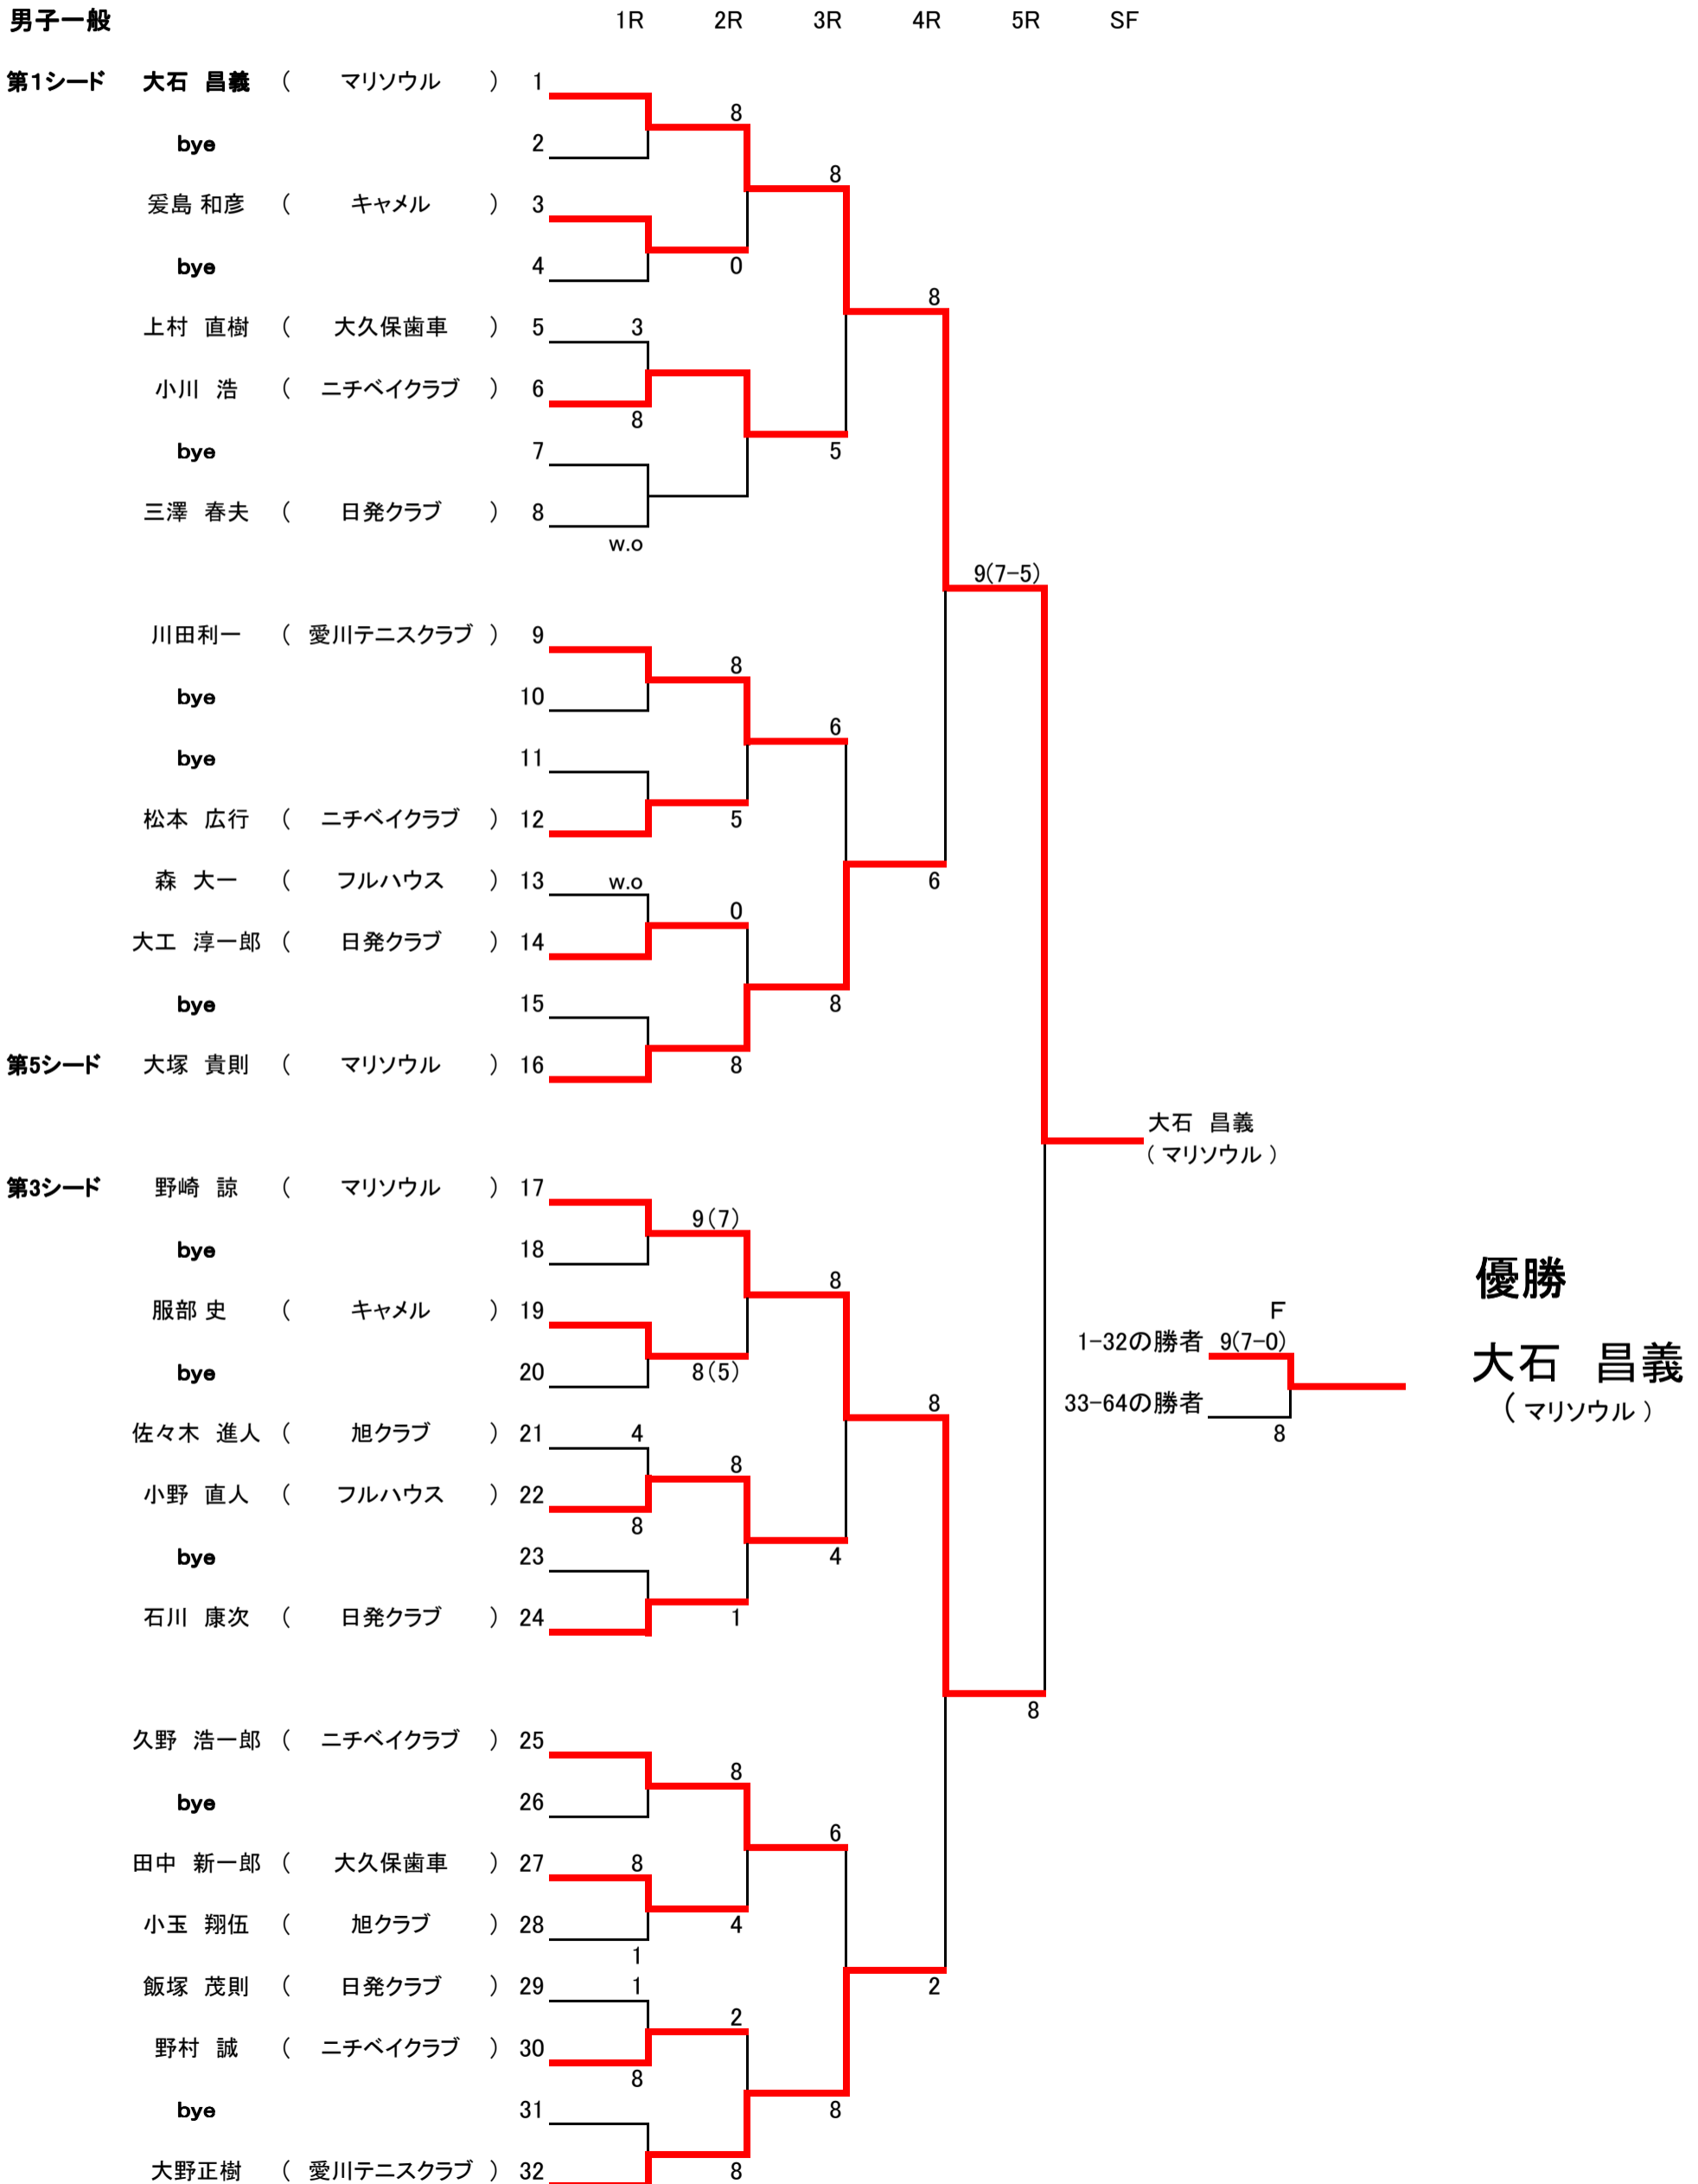 男子一般 1R 2R 3R 4R 5R SF
第1シード 大石 昌義 ( マリソウル ) 1
8
bye 2
8
爰島 和彦 ( キャメル ) 3
bye 4 0
8
上村 直樹 ( 大久保歯車 ) 5 3
小川 浩 ( ニチベイクラブ ) 6
8
bye 7 5
三澤 春夫 ( 日発クラブ ) 8
w.o
9(7-5)
川田利一 ( 愛川テニスクラブ ) 9
8
bye 10
6
bye 11
松本 広行 ( ニチベイクラブ ) 12 5
森 大一 ( フルハウス ) 13 w.o 6
0
大工 淳一郎 ( 日発クラブ ) 14
bye 15 8
第5シード 大塚 貴則 ( マリソウル ) 16 8
大石 昌義
( マリソウル )
第3シード 野崎 諒 ( マリソウル ) 17
9(7)
bye 18
8
服部 史 ( キャメル ) 19
bye 20 8(5)
8
佐々木 進人 ( 旭クラブ ) 21 4
8
小野 直人 ( フルハウス ) 22
8
bye 23 4
石川 康次 ( 日発クラブ ) 24 1
8
久野 浩一郎 ( ニチベイクラブ ) 25
8
bye 26
6
田中 新一郎 ( 大久保歯車 ) 27 8
小玉 翔伍 ( 旭クラブ ) 28 4
1
飯塚 茂則 ( 日発クラブ ) 29 1 2
2
野村 誠 ( ニチベイクラブ ) 30
8
bye 31 8
大野正樹 ( 愛川テニスクラブ ) 32 8
F
1-32の勝者 9(7-0)
33-64の勝者
8
優勝
大石 昌義
( マリソウル )